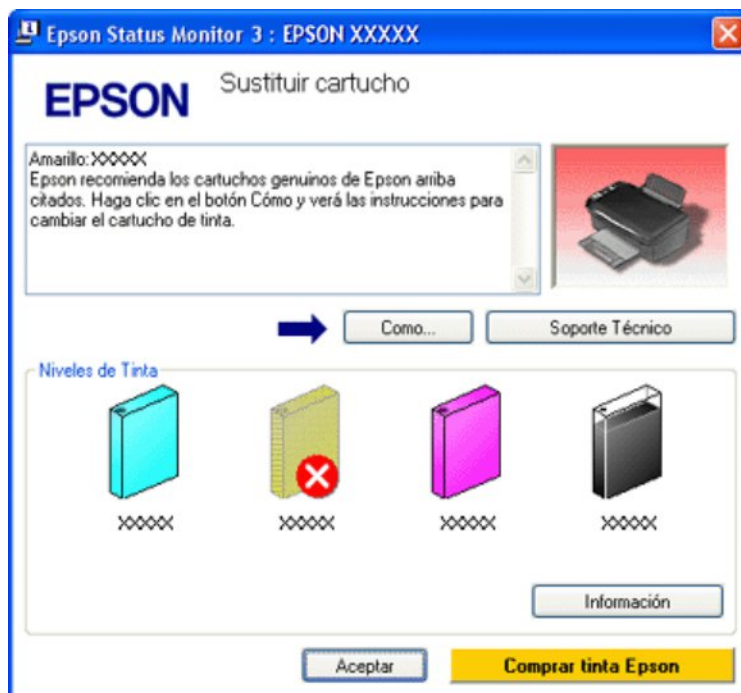 Epson Status Monitor 3 : EPSON XXXXX
EPSON
Sustituir cartucho
Amarillo: XXXXX
Epson recomienda los cartuchos genuinos de Epson arriba
citados. Haga clic en el botón Cómo y verá las instrucciones para
cambiar el cartucho de tinta.
Como...
Soporte Técnico
Niveles de Tinta
XXXXX XXXXX XXXXX XXXXX
Información
Aceptar
Comprar tinta Epson